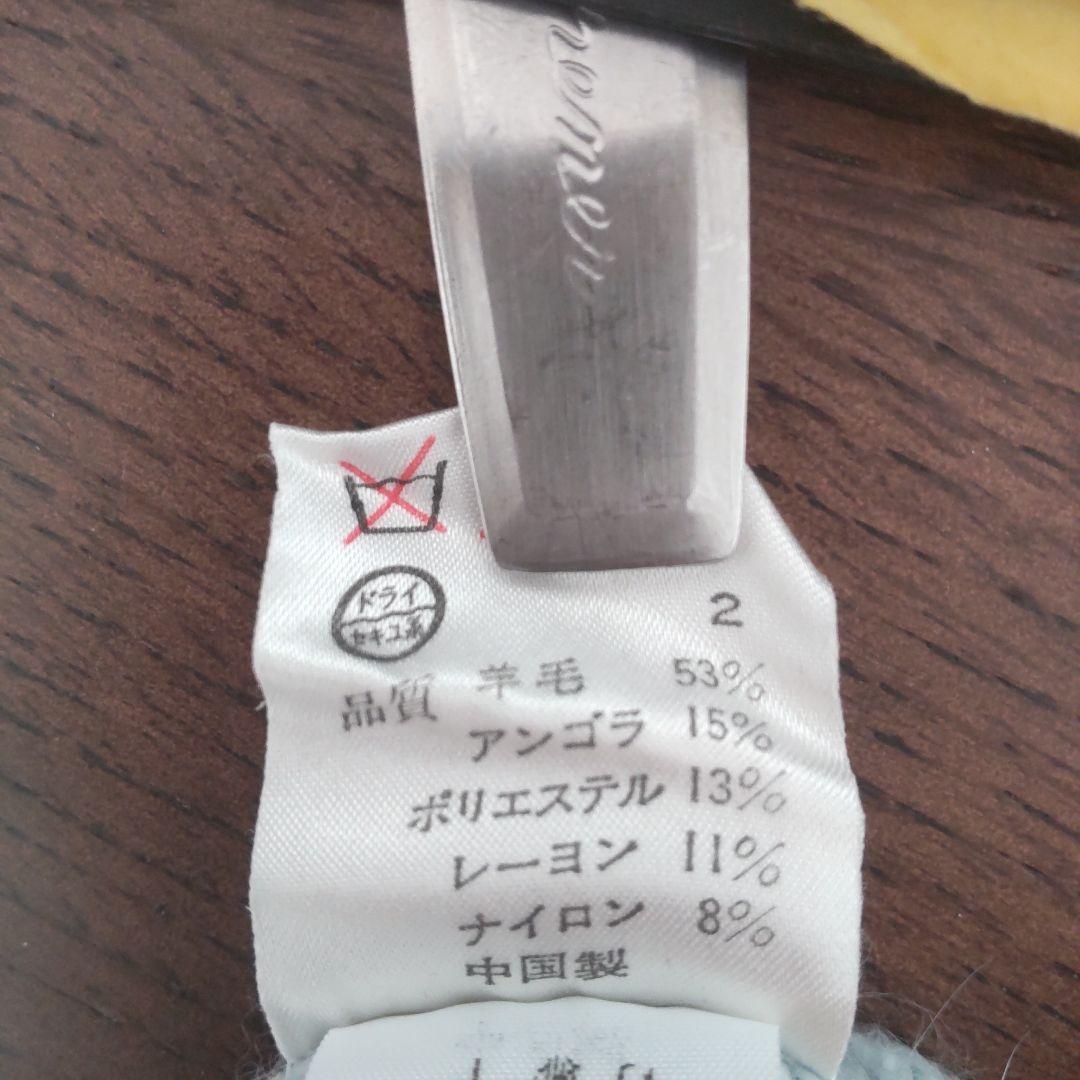 ドライ
セキユ系
2
品質 羊毛 53%
アンゴラ 15%
ポリエステル 13%
レーヨン 11%
ナイロン 8%
中国製